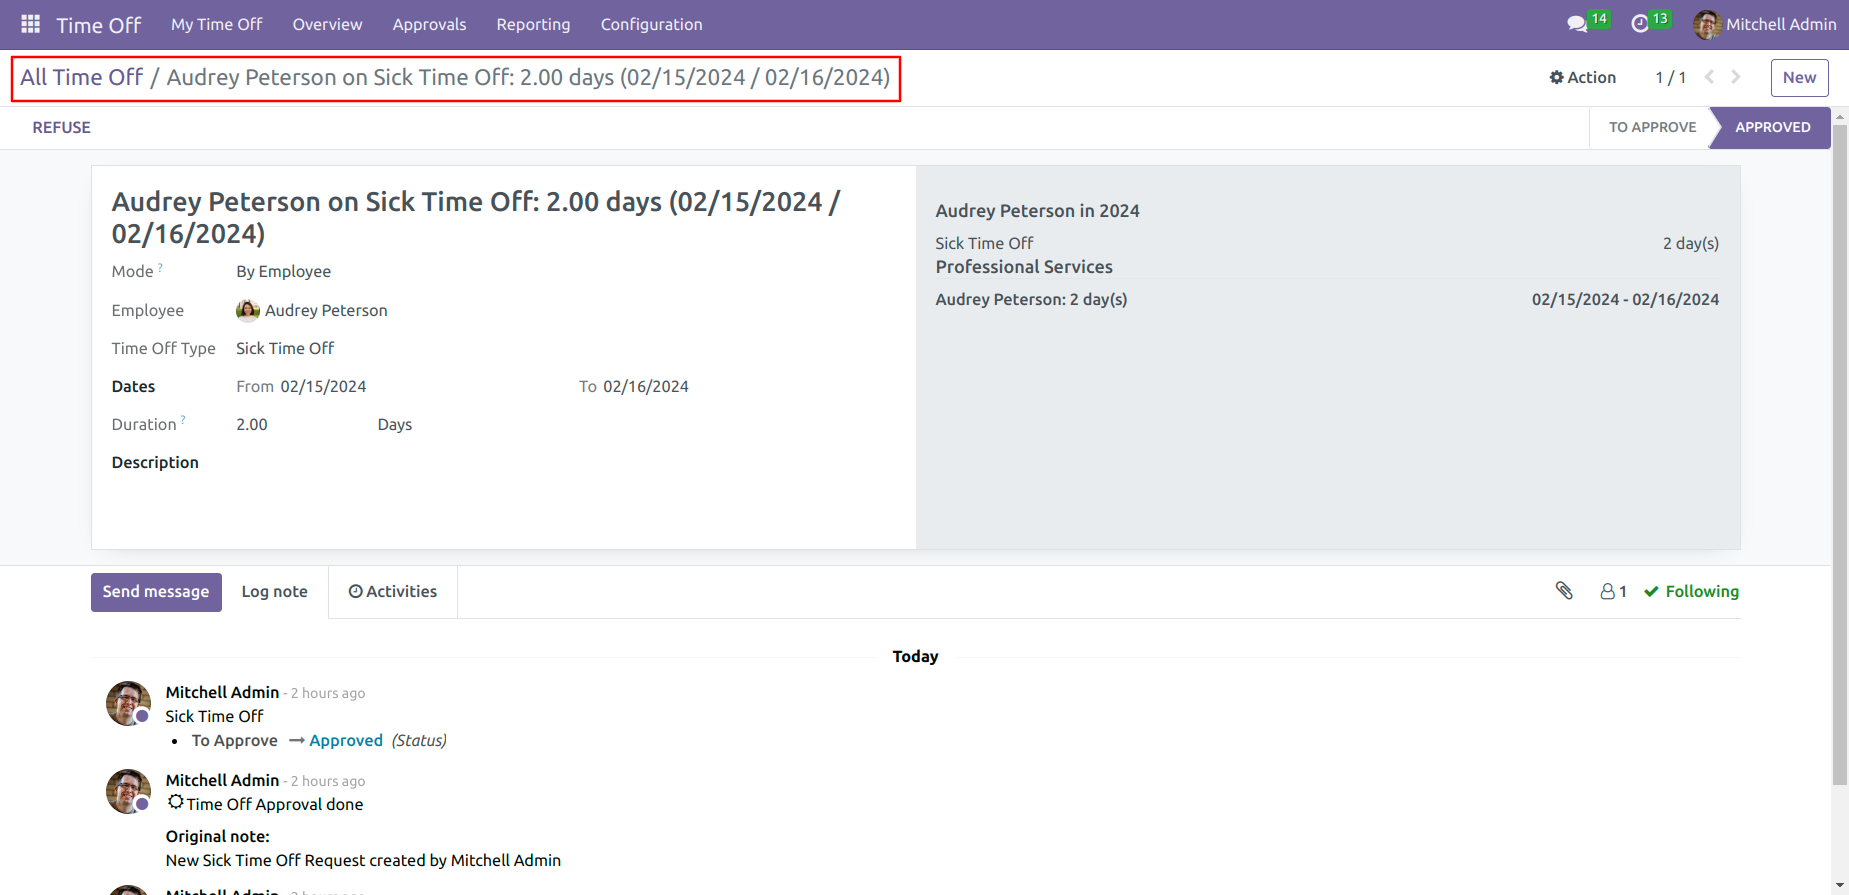 Time Off My Time Off Overview Approvals Reporting Configuration 14 13 Mitchell Admin
All Time Off / Audrey Peterson on Sick Time Off: 2.00 days (02/15/2024 / 02/16/2024) Action 1 / 1 New
REFUSE TO APPROVE APPROVED
Audrey Peterson on Sick Time Off: 2.00 days (02/15/2024 /
02/16/2024)
Mode ? By Employee
Employee Audrey Peterson
Time Off Type Sick Time Off
Dates From 02/15/2024 To 02/16/2024
Duration ? 2.00 Days
Description
Audrey Peterson in 2024
Sick Time Off 2 day(s)
Professional Services
Audrey Peterson: 2 day(s) 02/15/2024 - 02/16/2024
Send message Log note Activities 1 Following
Today
Mitchell Admin - 2 hours ago
Sick Time Off
• To Approve → Approved (Status)
Mitchell Admin - 2 hours ago
Time Off Approval done
Original note:
New Sick Time Off Request created by Mitchell Admin
Mitchell Admin - 2 hours ago